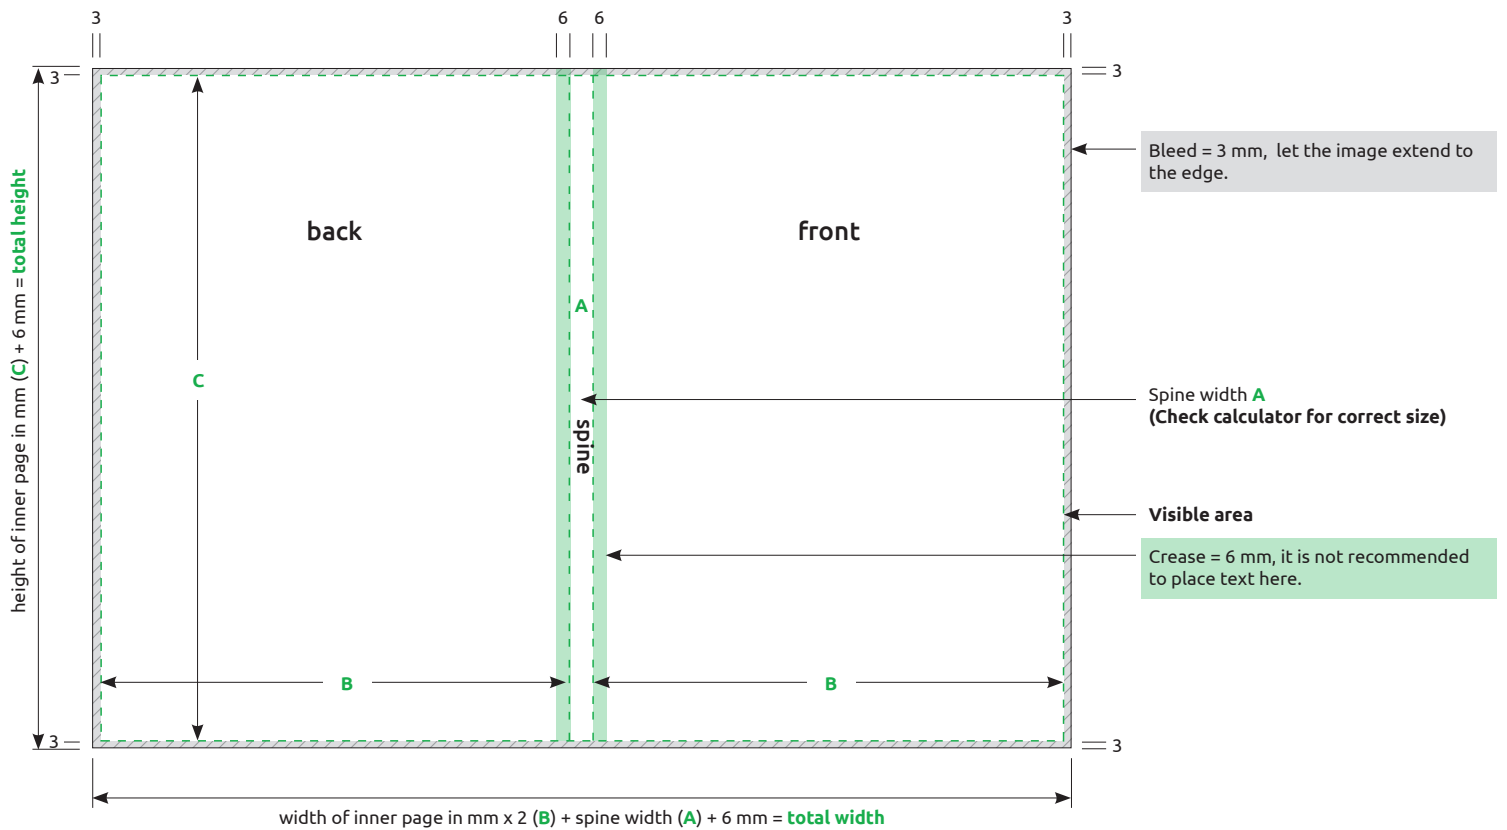 3
6
6
3
3
3
Bleed = 3 mm,  let the image extend to
the edge.
back
front
height of inner page in mm (C) + 6 mm = total height
A
C
Spine width A
(Check calculator for correct size)
spine
Visible area
Crease = 6 mm, it is not recommended
to place text here.
B
B
3
3
width of inner page in mm x 2 (B) + spine width (A) + 6 mm = total width